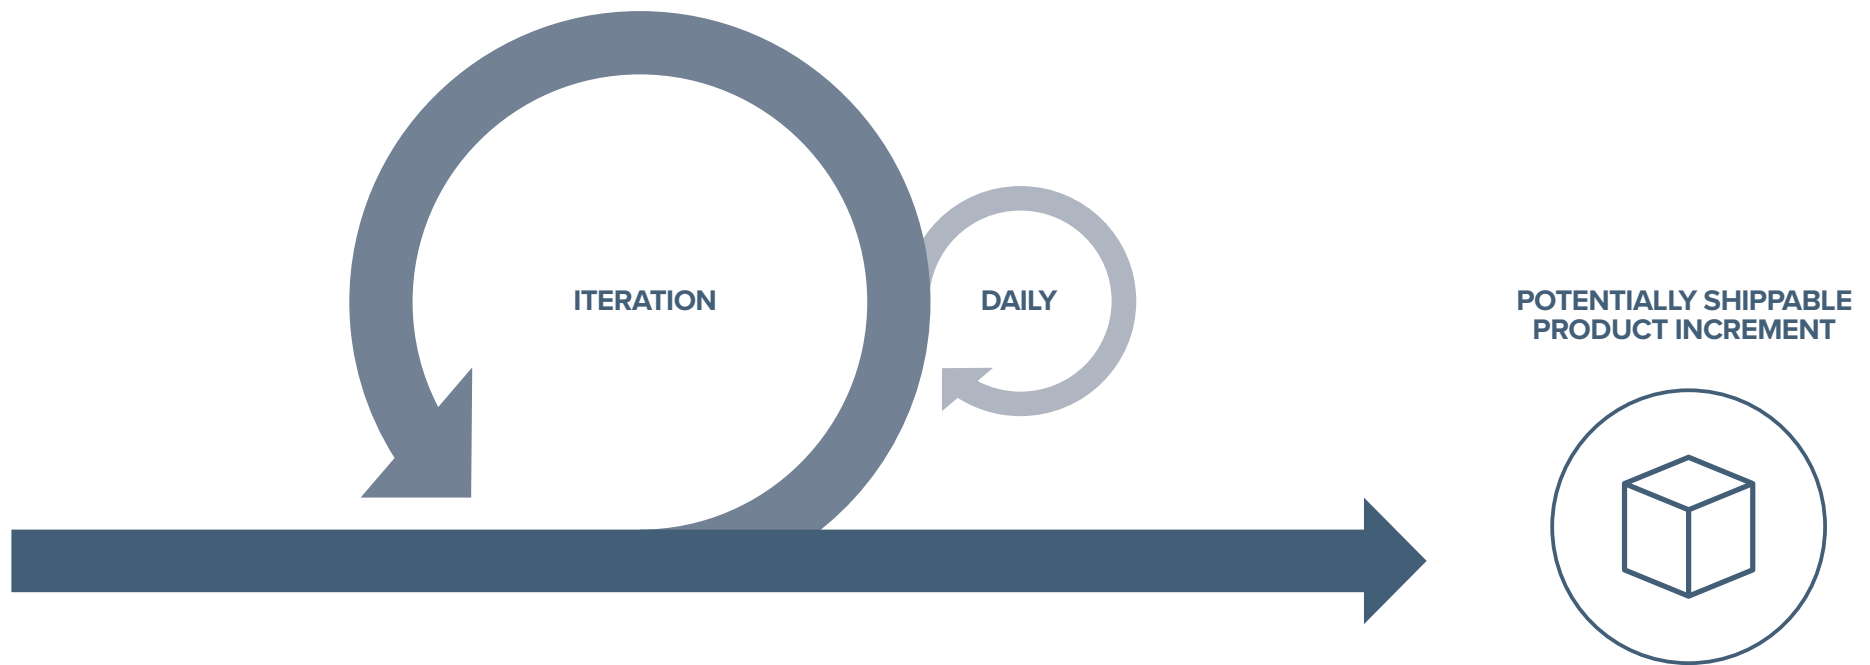 ITERATION
DAILY
POTENTIALLY SHIPPABLE
PRODUCT INCREMENT